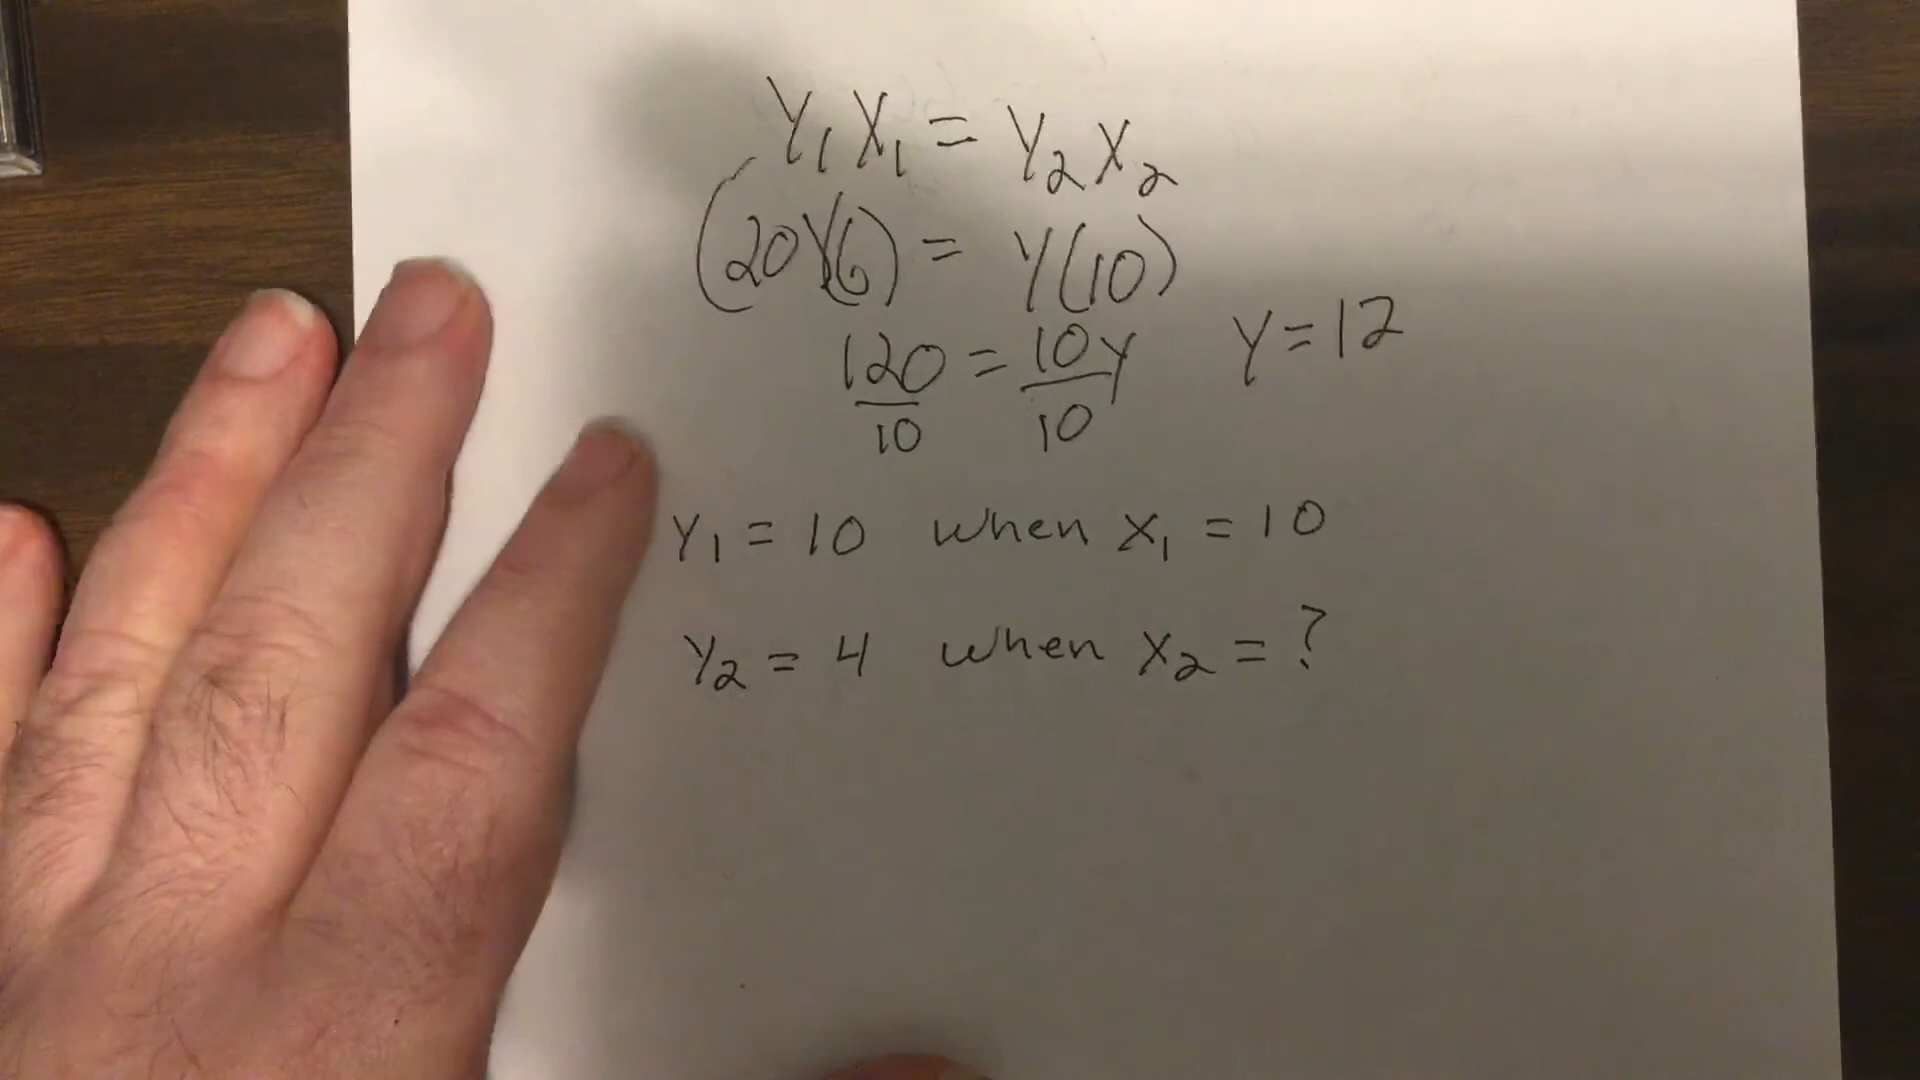 Y₁X₁ = Y₂X₂
(20)(6) = Y(10)
120/10 = 10y/10 Y = 12
Y₁ = 10 when X₁ = 10
Y₂ = 4 when X₂ = ?